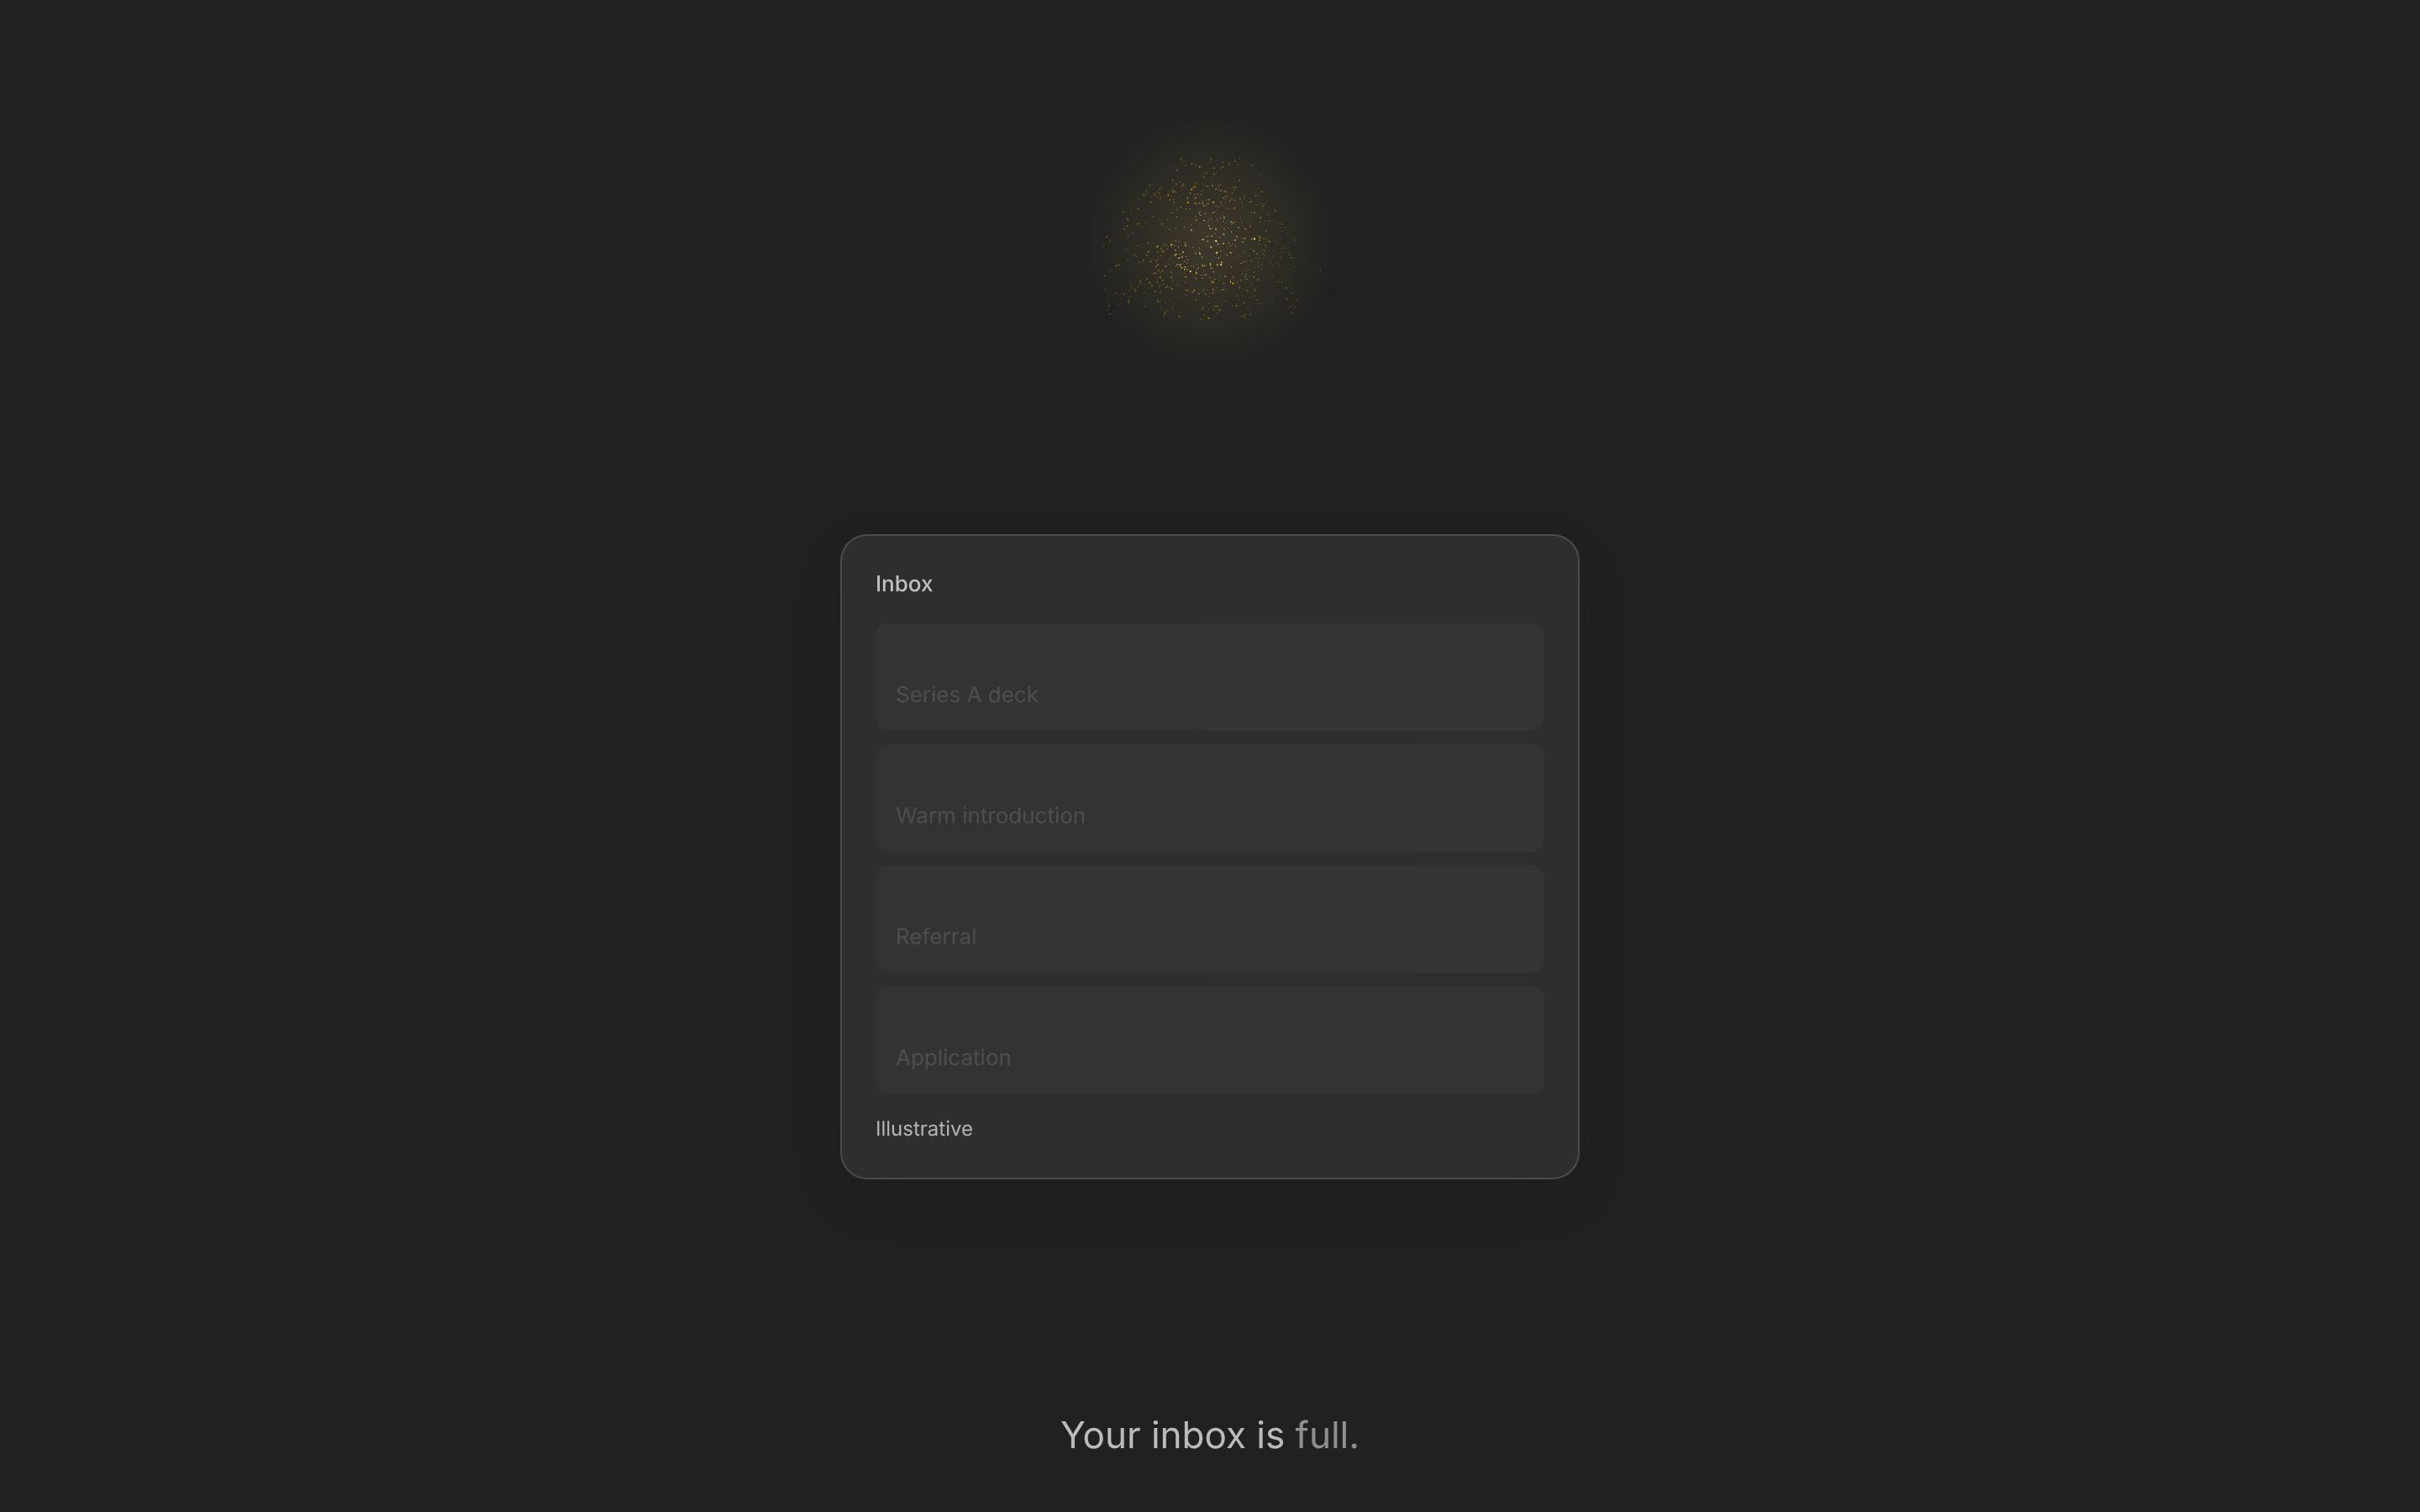 Inbox
Series A deck
Warm introduction
Referral
Application
Illustrative
Your inbox is full.